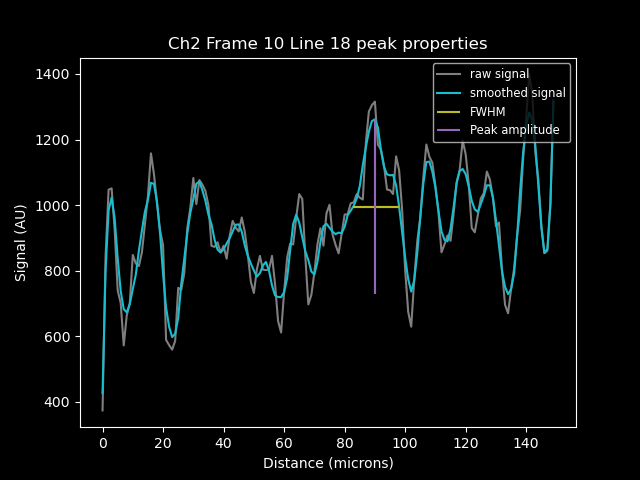 Ch2 Frame 10 Line 18 peak properties
raw signal
smoothed signal
FWHM
Peak amplitude
1400
1200
1000
800
600
400
Signal (AU)
0 20 40 60 80 100 120 140
Distance (microns)